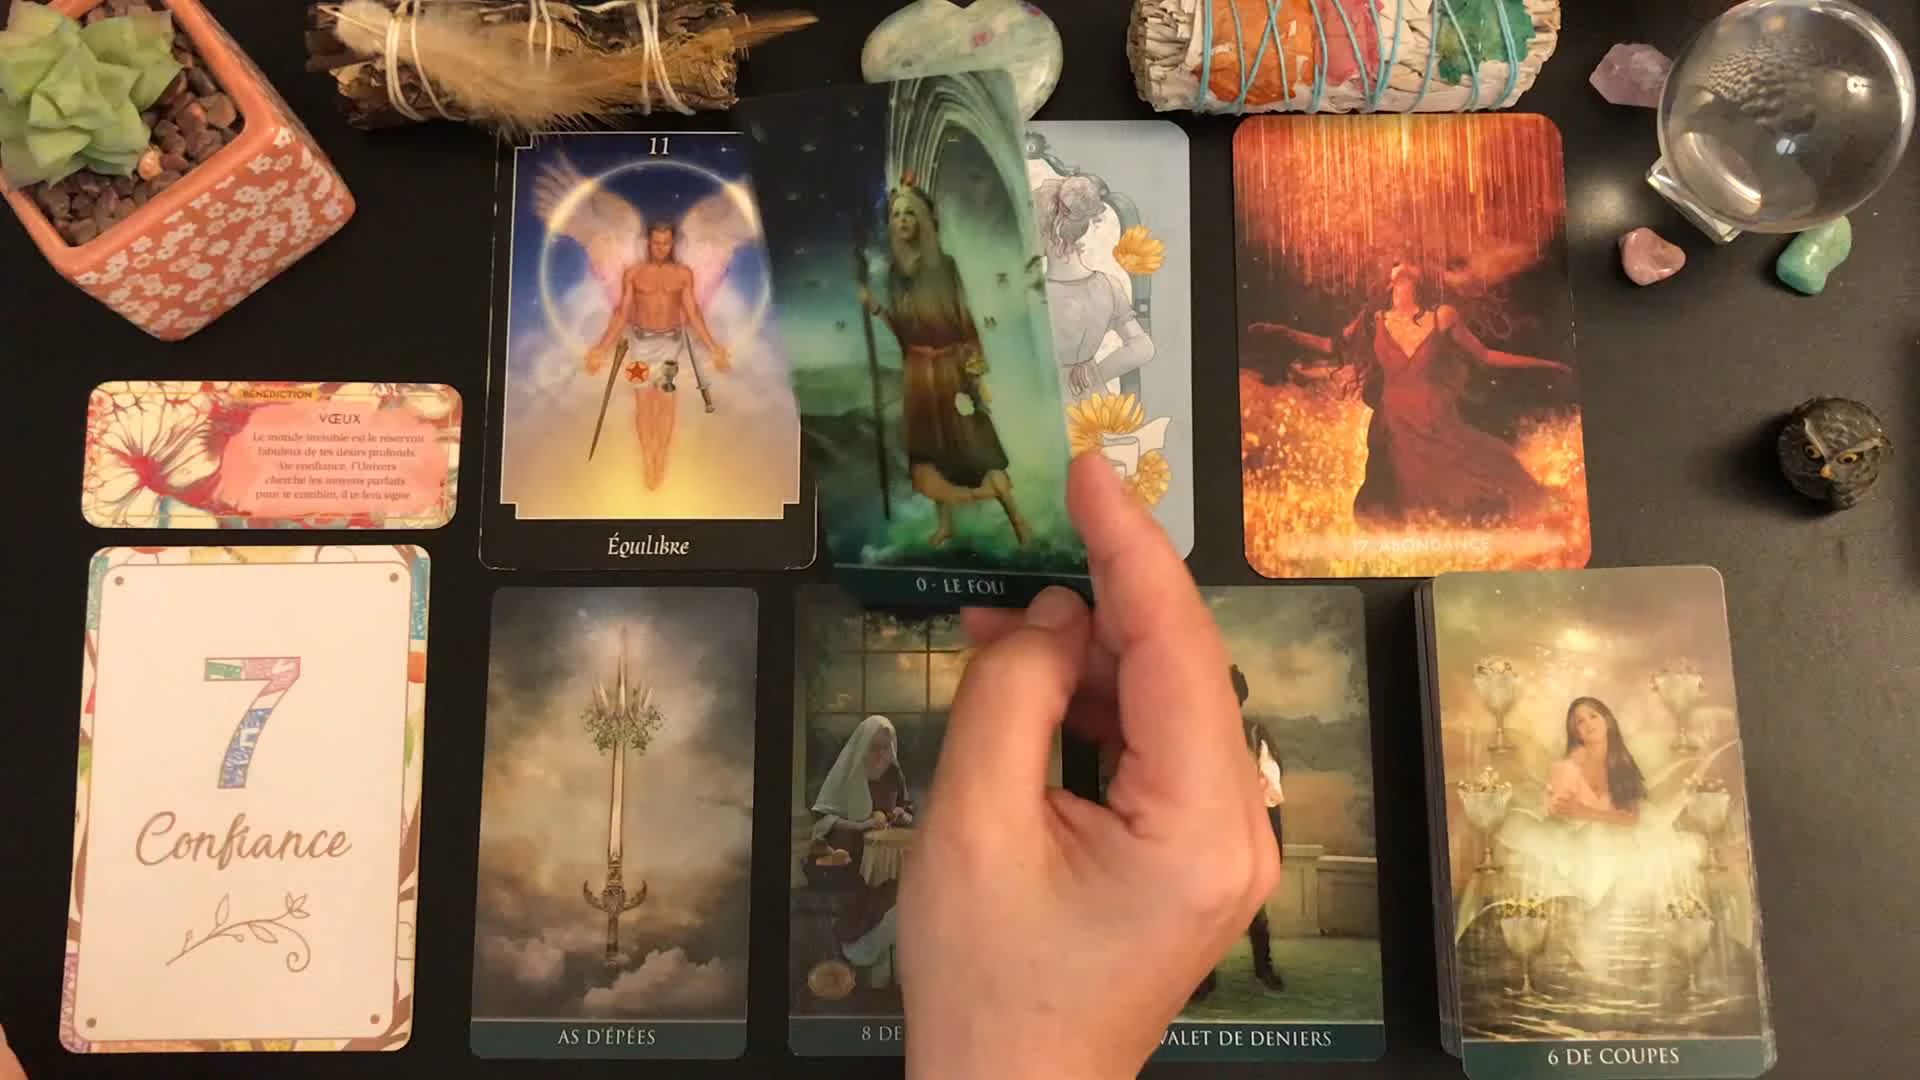 11
Équilibre
0 - LE FOU
17. ABONDANCE
BÉNÉDICTION
VŒUX
Le monde invisible est le réservoir
fabuleux de tes désirs profonds.
Aie confiance, l'Univers
cherche les moyens parfaits
pour te combler, il te fera signe
7
Confiance
AS D'ÉPÉES
8 DE
VALET DE DENIERS
6 DE COUPES